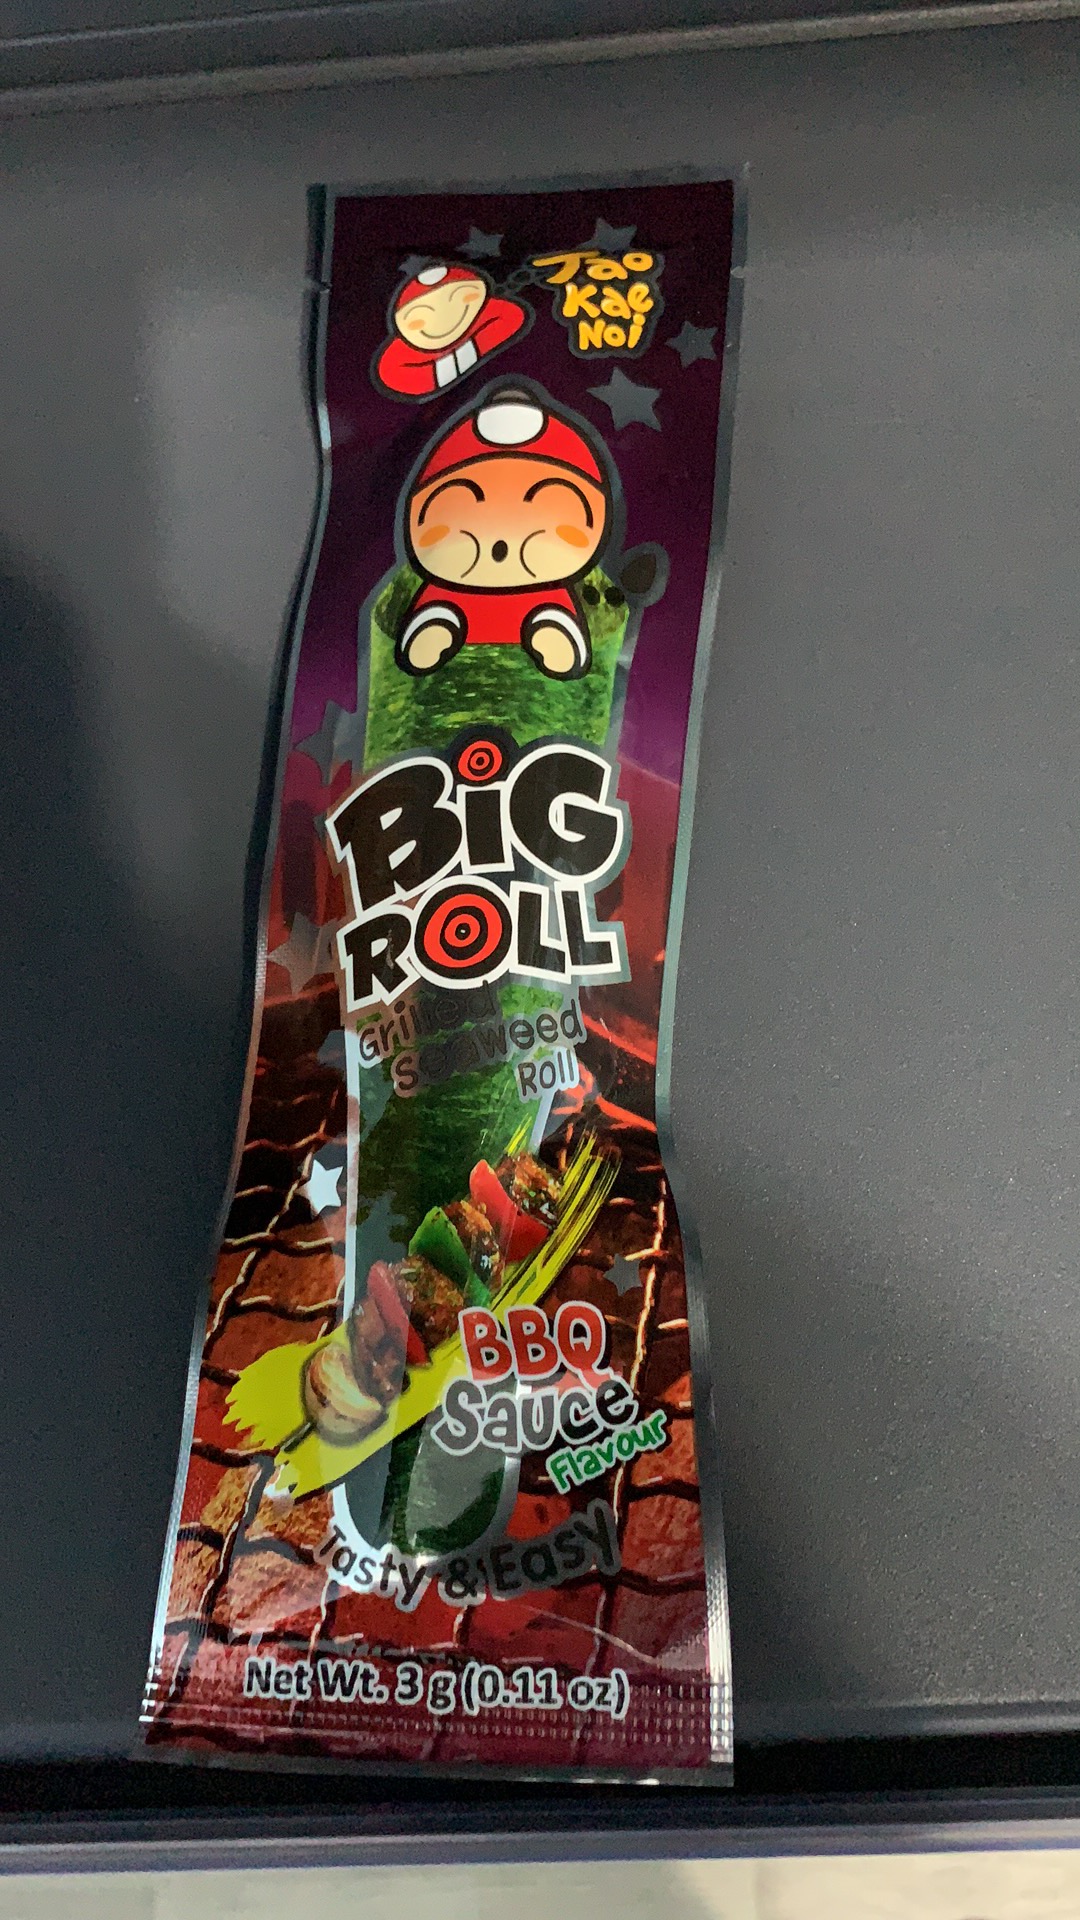 Tao
Kae
Noi
BiG
ROLL
Grilled
Seaweed
Roll
BBQ
Sauce
Flavour
Tasty & Easy
Net Wt. 3 g (0.11 oz)